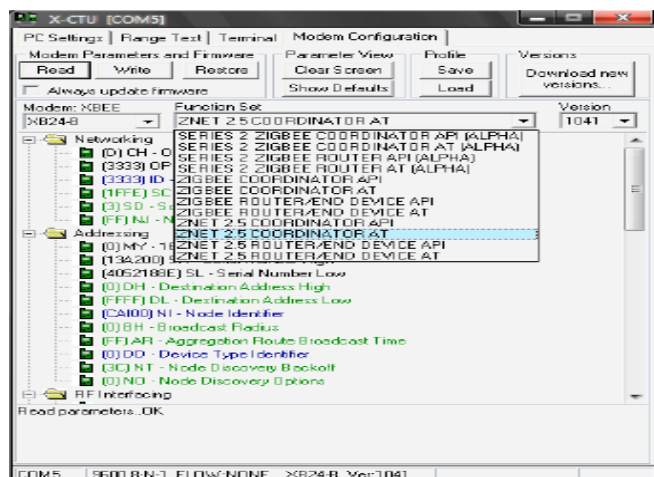 X-CTU [COM5]
PC Settings | Range Test | Terminal | Modem Configuration
Modem Parameters and Firmware Parameter View Profile Versions
Read Write Restore Clear Screen Save Download new versions...
Always update firmware Show Defaults Load
Modem: XBEE Function Set Version
XB24-B ZNET 2.5 COORDINATOR AT 1041
Networking
SERIES 2 ZIGBEE COORDINATOR API (ALPHA)
SERIES 2 ZIGBEE COORDINATOR AT (ALPHA)
SERIES 2 ZIGBEE ROUTER API (ALPHA)
SERIES 2 ZIGBEE ROUTER AT (ALPHA)
ZIGBEE COORDINATOR API
ZIGBEE COORDINATOR AT
ZIGBEE ROUTER/END DEVICE API
ZIGBEE ROUTER/END DEVICE AT
ZNET 2.5 COORDINATOR API
ZNET 2.5 COORDINATOR AT
ZNET 2.5 ROUTER/END DEVICE API
ZNET 2.5 ROUTER/END DEVICE AT
(0) CH - O
(3333) OP
(3333) ID -
(1FFE) SC
(3) SD - S
(FF) NJ - N
Addressing
(0) MY - 16
(13A200) S
(4052188E) SL - Serial Number Low
(0) DH - Destination Address High
(FFFF) DL - Destination Address Low
(CAI00) NI - Node Identifier
(0) BH - Broadcast Radius
(FF) AR - Aggregation Route Broadcast Time
(0) DD - Device Type Identifier
(3C) NT - Node Discovery Backoff
(0) NO - Node Discovery Options
RF Interfacing
Read parameters..OK
COM5 9600 8-N-1 FLOW:NONE XB24-B Ver:1041